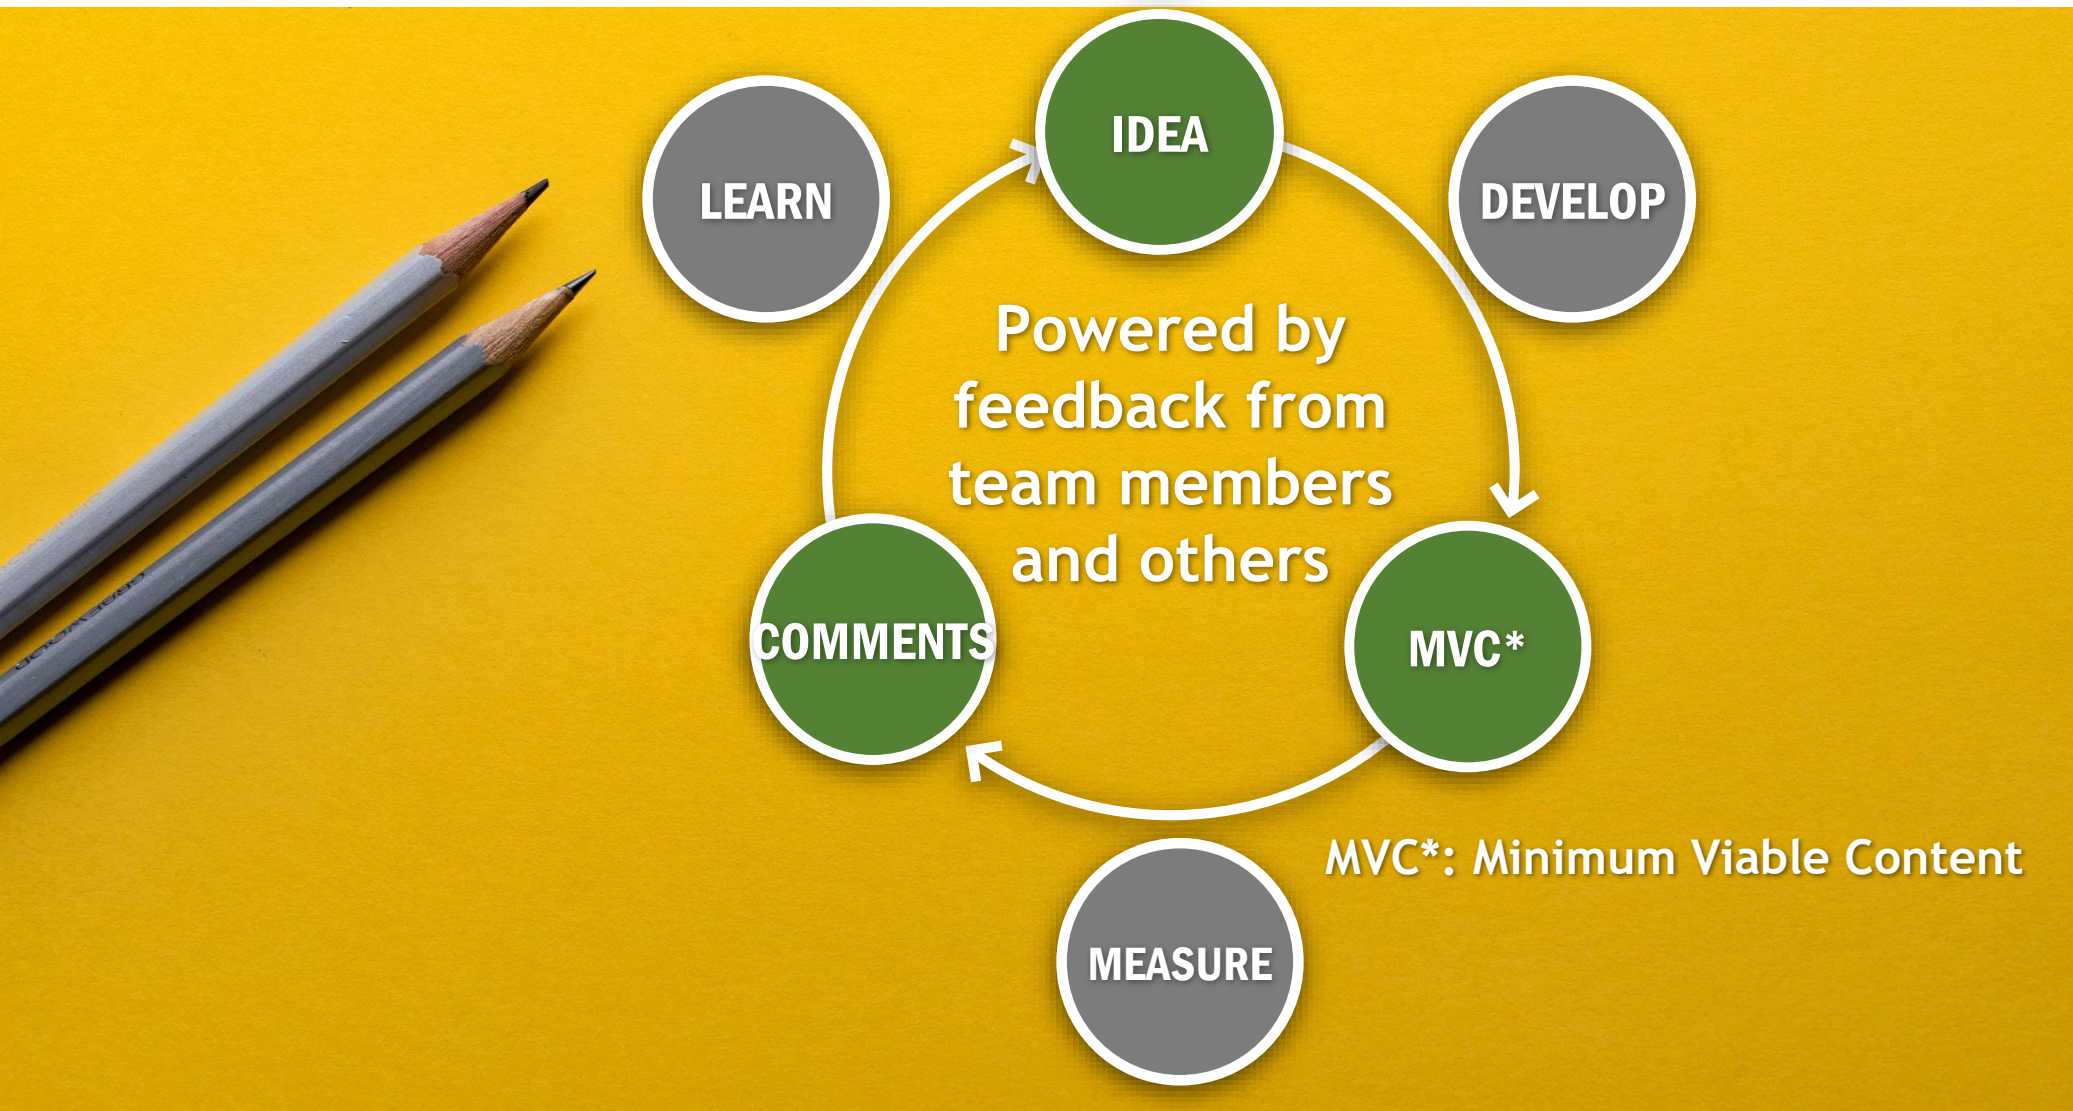 IDEA
LEARN
DEVELOP
Powered by
feedback from
team members
and others
COMMENTS
MVC*
MVC*: Minimum Viable Content
MEASURE